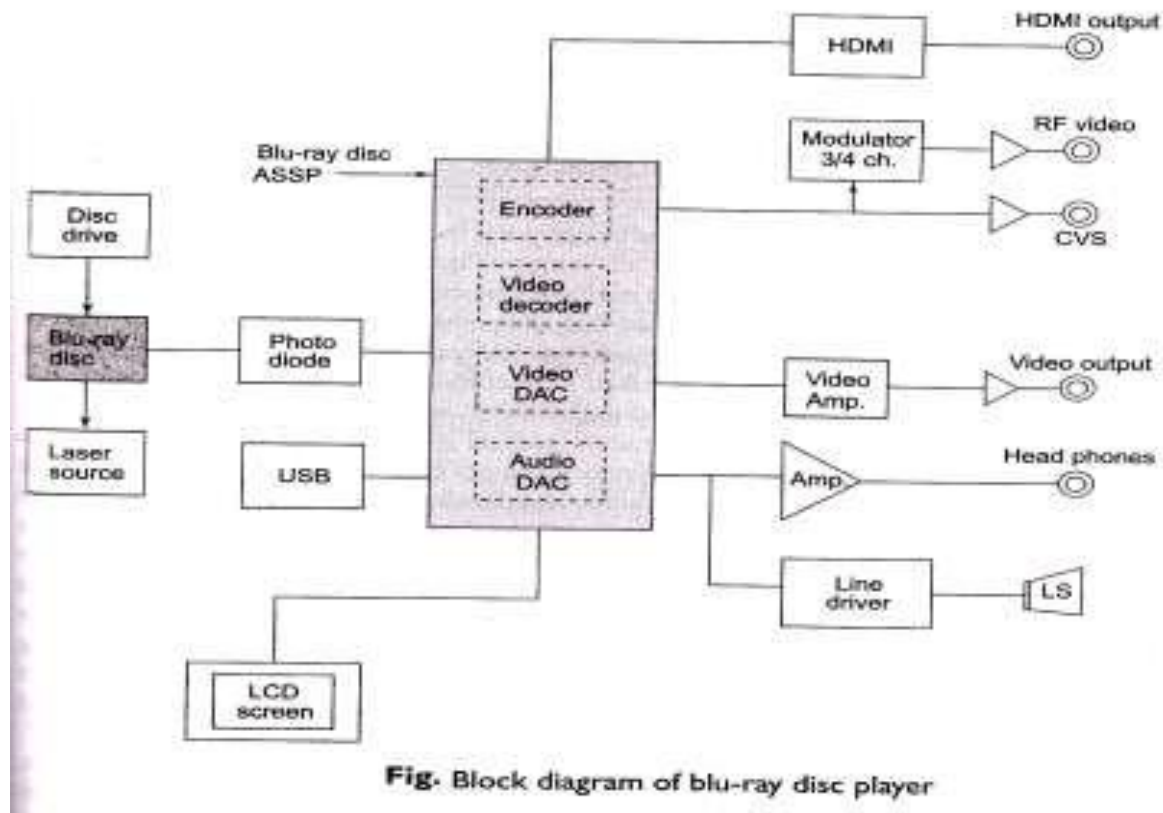 HDMI output
HDMI
RF video
Modulator
3/4 ch.
Blu-ray disc
ASSP
Encoder
CVS
Disc
drive
Video
decoder
Blu-ray
disc
Photo
diode
Video
DAC
Video
Amp.
Video output
Laser
source
USB
Audio
DAC
Amp
Head phones
Line
driver
LS
LCD
screen
Fig. Block diagram of blu-ray disc player